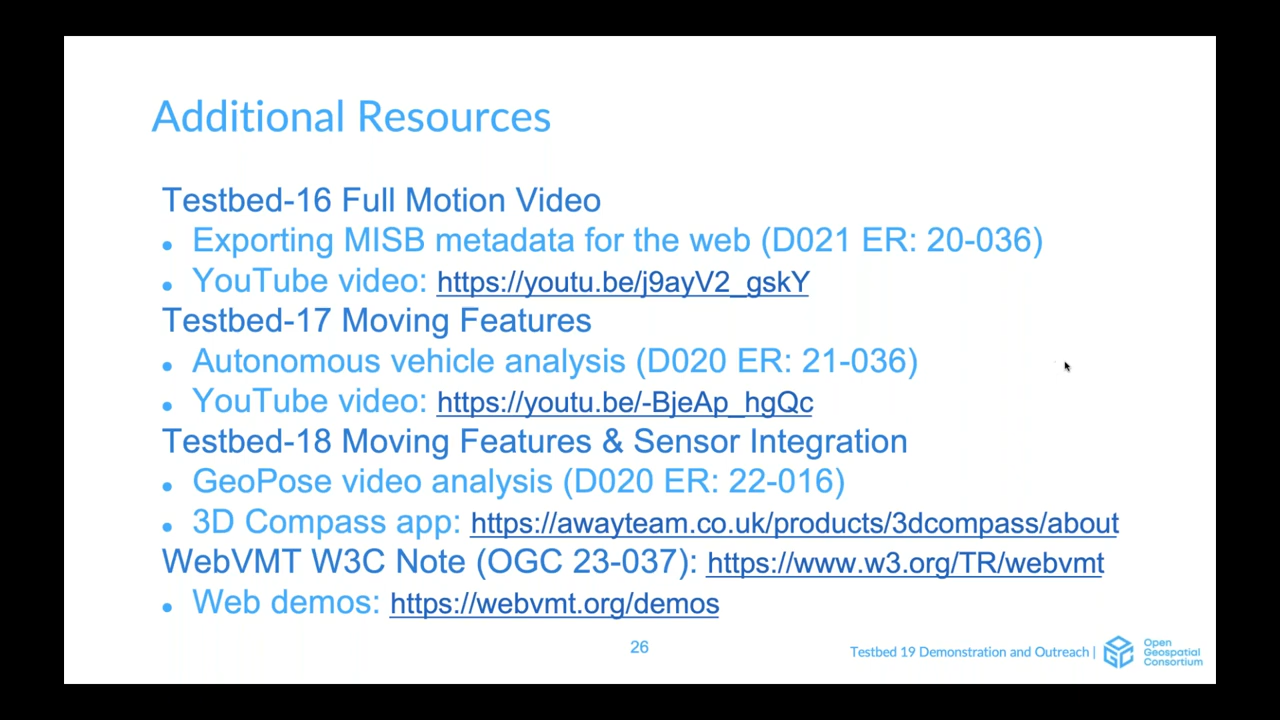 Additional Resources
Testbed-16 Full Motion Video
• Exporting MISB metadata for the web (D021 ER: 20-036)
• YouTube video: https://youtu.be/j9ayV2_gskY
Testbed-17 Moving Features
• Autonomous vehicle analysis (D020 ER: 21-036)
• YouTube video: https://youtu.be/-BjeAp_hgQc
Testbed-18 Moving Features & Sensor Integration
• GeoPose video analysis (D020 ER: 22-016)
• 3D Compass app: https://awayteam.co.uk/products/3dcompass/about
WebVMT W3C Note (OGC 23-037): https://www.w3.org/TR/webvmt
• Web demos: https://webvmt.org/demos
26
Testbed 19 Demonstration and Outreach |
Open
Geospatial
Consortium